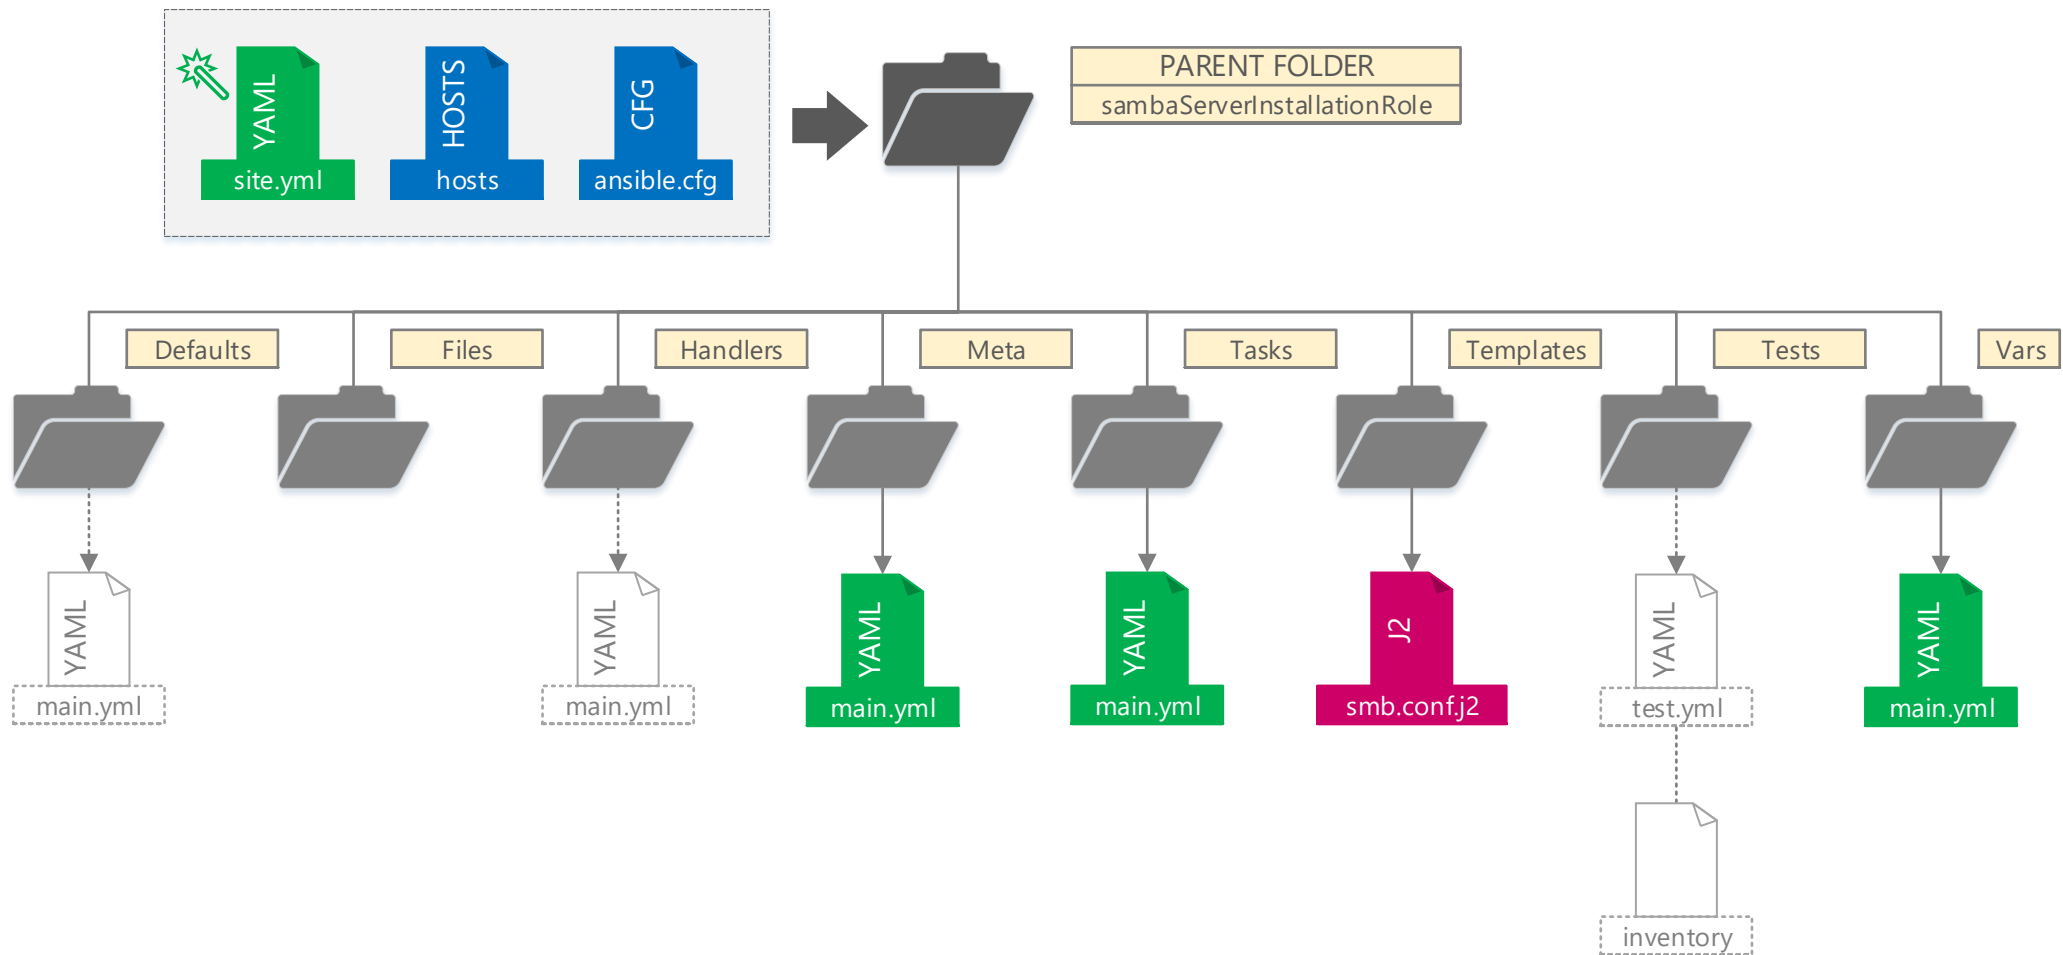 YAML
site.yml
HOSTS
hosts
CFG
ansible.cfg
PARENT FOLDER
sambaServerInstallationRole
Defaults
Files
Handlers
Meta
Tasks
Templates
Tests
Vars
YAML
main.yml
YAML
main.yml
YAML
main.yml
YAML
main.yml
J2
smb.conf.j2
YAML
test.yml
YAML
main.yml
inventory